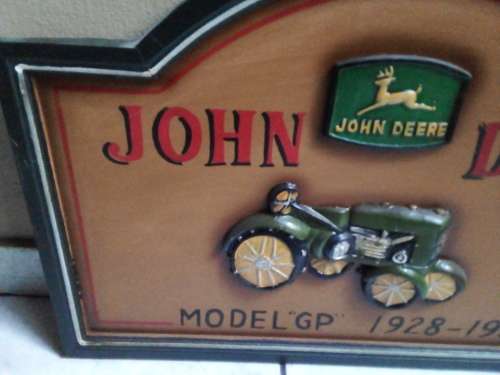 JOHN
JOHN DEERE
MODEL "GP" 1928-19